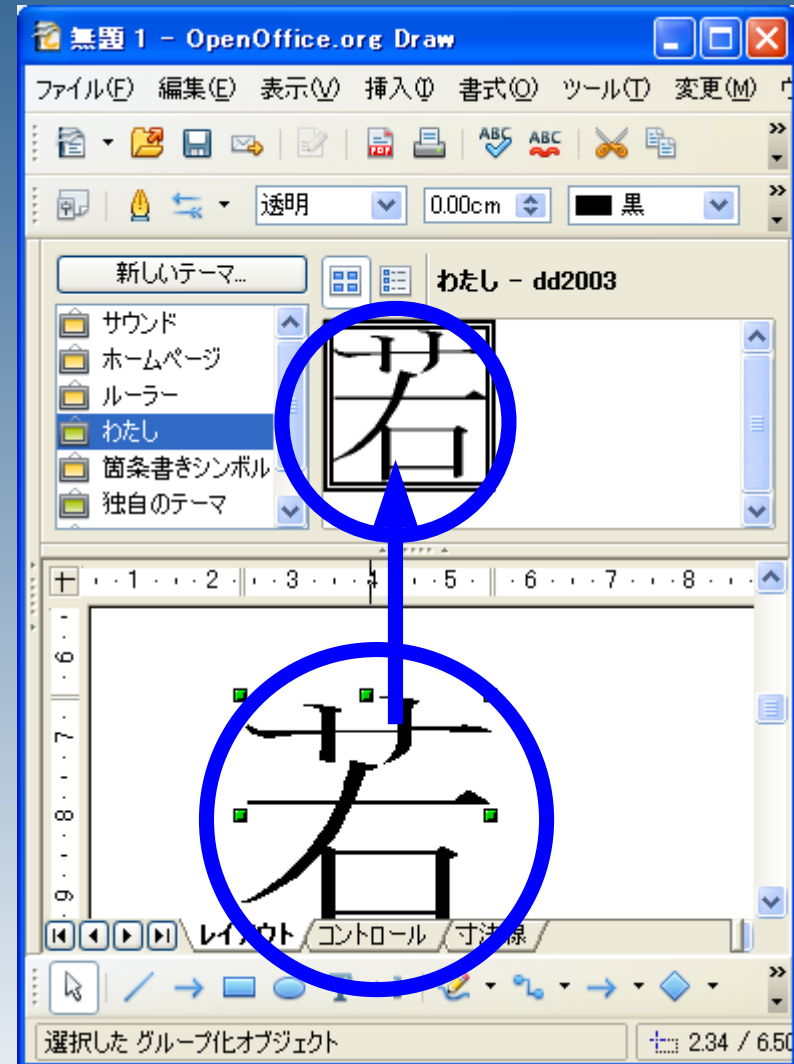 無題 1 - OpenOffice.org Draw
ファイル(F) 編集(E) 表示(V) 挿入(I) 書式(O) ツール(T) 変更(M)
PDF ABC ABC
透明 0.00cm 黒
新しいテーマ... わたし - dd2003
サウンド
ホームページ
ルーラー
わたし
箇条書きシンボル
独自のテーマ
若
1 2 3 4 5 6 7 8
6
7
8
9
若
レイアウト コントロール 寸法線
選択した グループ化オブジェクト 2.34 / 6.50